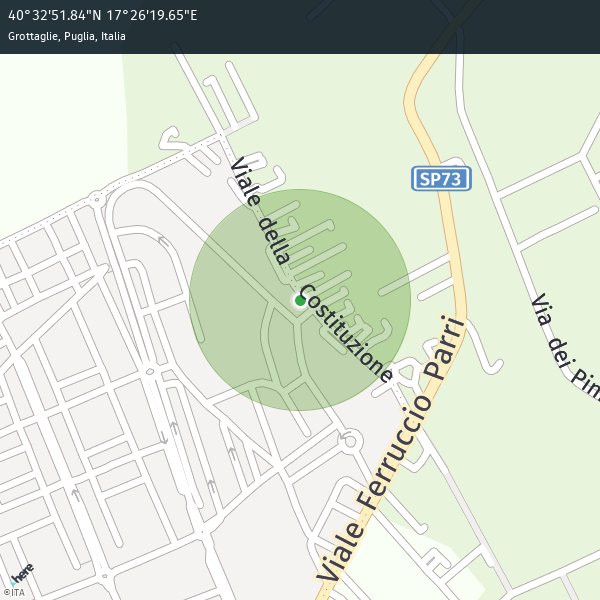 40°32'51.84"N 17°26'19.65"E
Grottaglie, Puglia, Italia
SP73
Viale della Costituzione
Via dei Pini
Viale Ferruccio Parri
here
©ITA